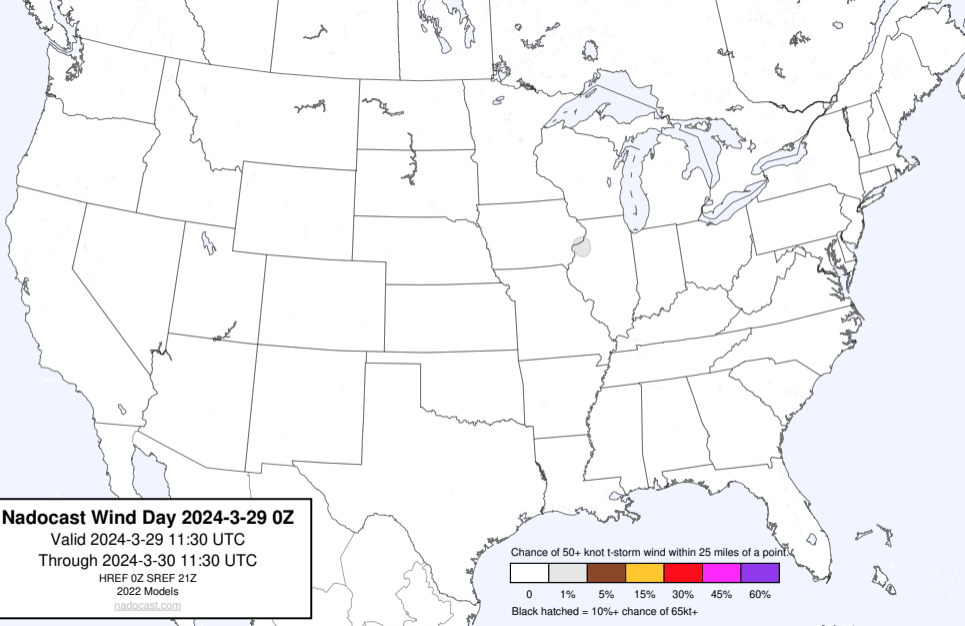 Nadocast Wind Day 2024-3-29 0Z
Valid 2024-3-29 11:30 UTC
Through 2024-3-30 11:30 UTC
HREF 0Z SREF 21Z
2022 Models
nadocast.com
Chance of 50+ knot t-storm wind within 25 miles of a point.
0 1% 5% 15% 30% 45% 60%
Black hatched = 10%+ chance of 65kt+